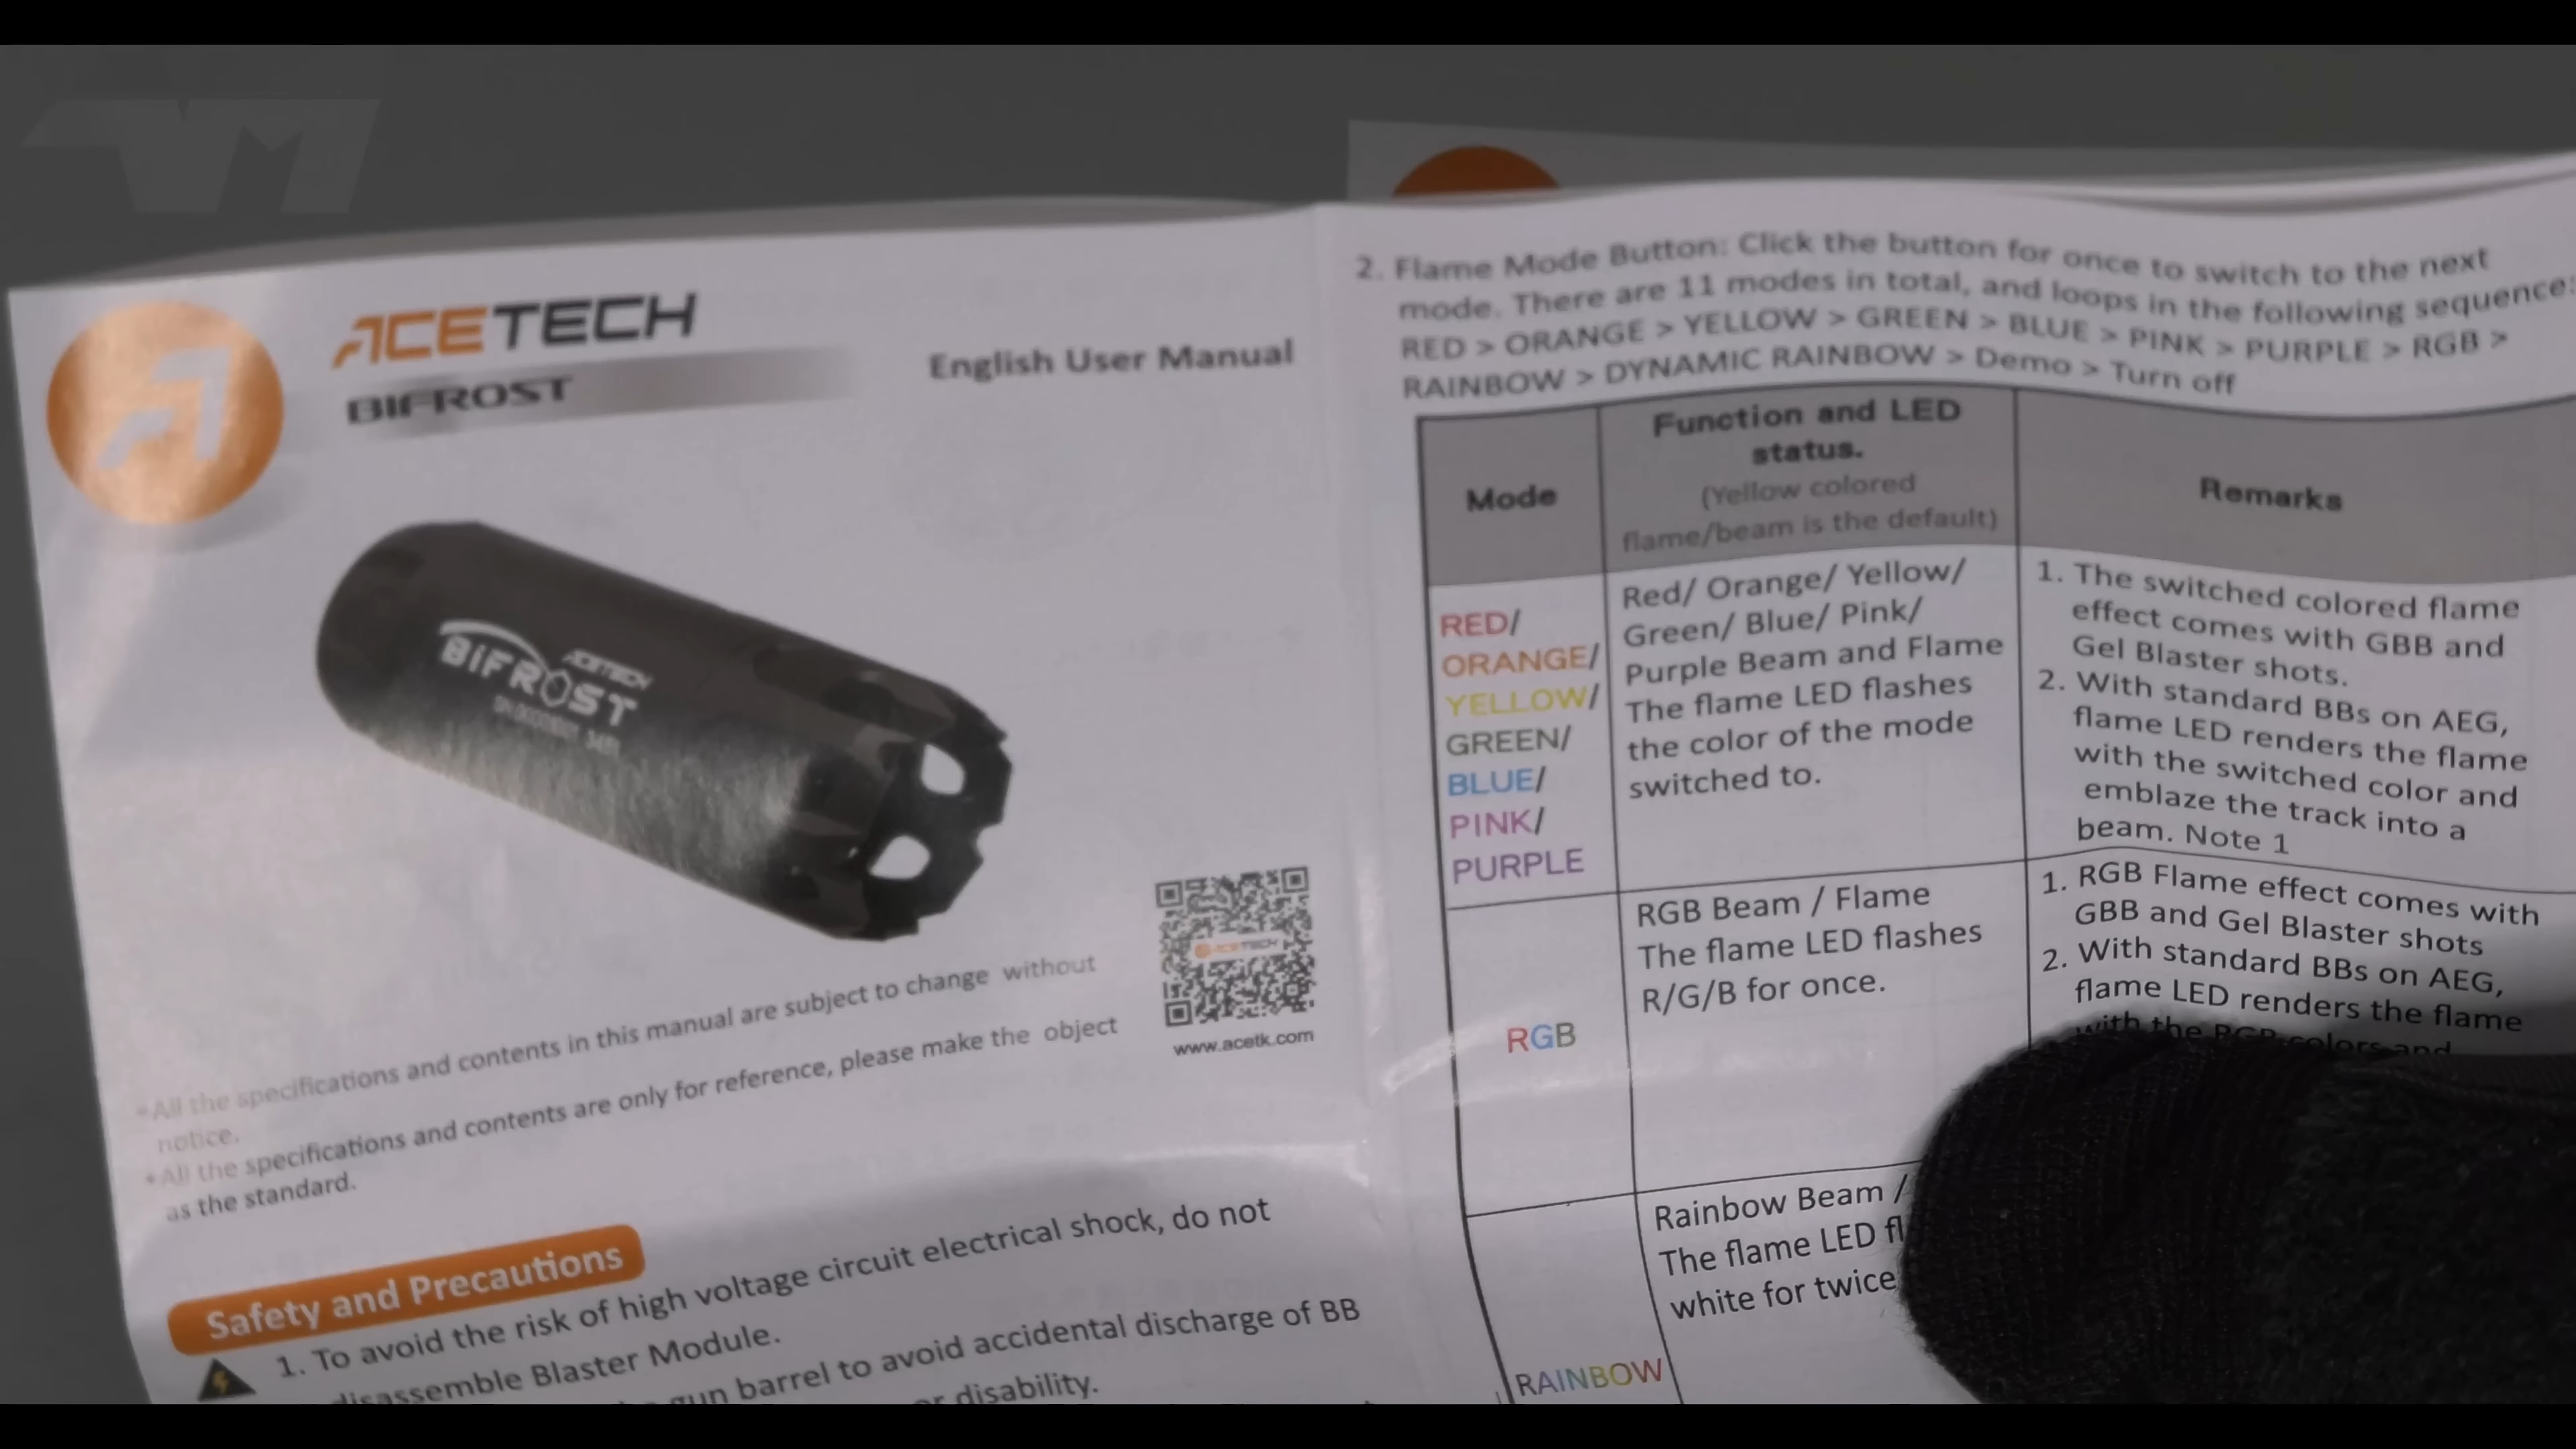 ACETECH
BIFROST
English User Manual
ACETECH
BIFROST
www.acetk.com
*All the specifications and contents in this manual are subject to change without
notice.
*All the specifications and contents are only for reference, please make the object
as the standard.
Safety and Precautions
1. To avoid the risk of high voltage circuit electrical shock, do not
disassemble Blaster Module.
gun barrel to avoid accidental discharge of BB
or disability.
2. Flame Mode Button: Click the button for once to switch to the next
mode. There are 11 modes in total, and loops in the following sequence:
RED > ORANGE > YELLOW > GREEN > BLUE > PINK > PURPLE > RGB >
RAINBOW > DYNAMIC RAINBOW > Demo > Turn off
Mode
Function and LED
status.
(Yellow colored
flame/beam is the default)
Remarks
RED/
ORANGE/
YELLOW/
GREEN/
BLUE/
PINK/
PURPLE
Red/ Orange/ Yellow/
Green/ Blue/ Pink/
Purple Beam and Flame
The flame LED flashes
the color of the mode
switched to.
1. The switched colored flame
effect comes with GBB and
Gel Blaster shots.
2. With standard BBs on AEG,
flame LED renders the flame
with the switched color and
emblaze the track into a
beam. Note 1
RGB
RGB Beam / Flame
The flame LED flashes
R/G/B for once.
1. RGB Flame effect comes with
GBB and Gel Blaster shots
2. With standard BBs on AEG,
flame LED renders the flame
with the RGB colors and
RAINBOW
Rainbow Beam /
The flame LED fl
white for twice